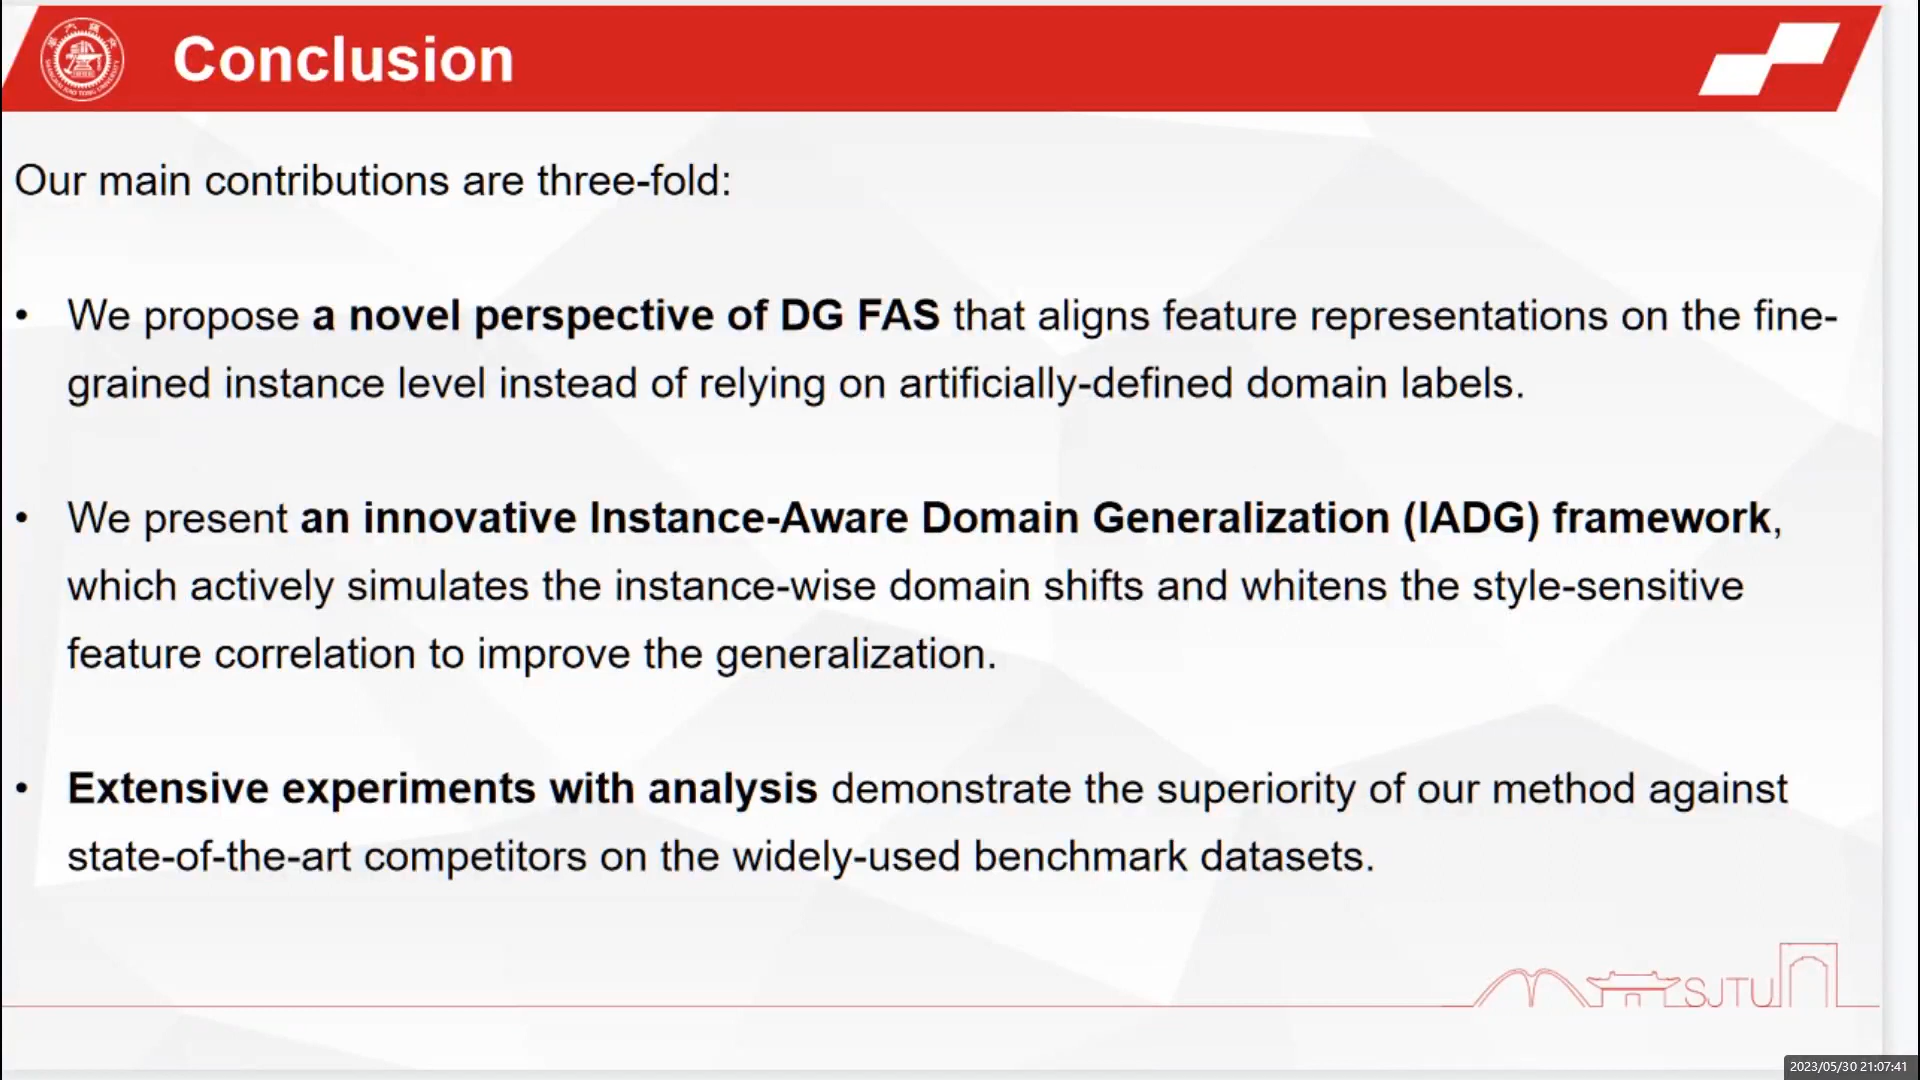 Conclusion
Our main contributions are three-fold:
• We propose a novel perspective of DG FAS that aligns feature representations on the fine-
grained instance level instead of relying on artificially-defined domain labels.
• We present an innovative Instance-Aware Domain Generalization (IADG) framework,
which actively simulates the instance-wise domain shifts and whitens the style-sensitive
feature correlation to improve the generalization.
• Extensive experiments with analysis demonstrate the superiority of our method against
state-of-the-art competitors on the widely-used benchmark datasets.
SJTU
2023/05/30 21:07:41